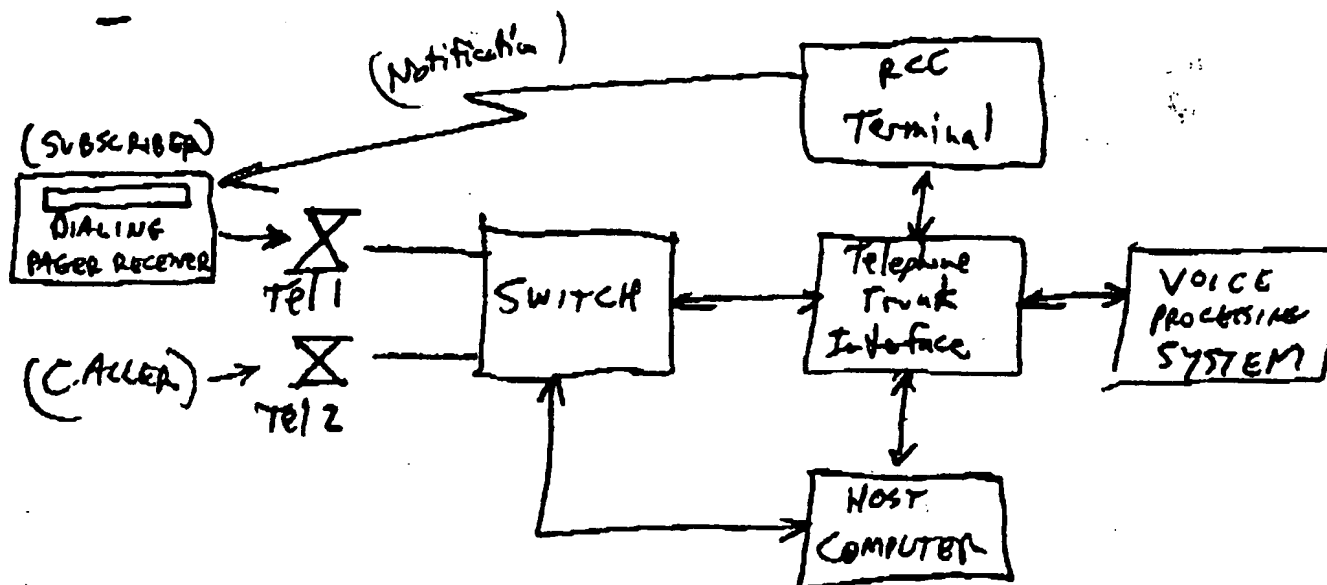 (Notification)
RCC
Terminal
(SUBSCRIBER)
DIALING
PAGER RECEIVER
Tel 1
SWITCH
Telephone
Trunk
Interface
VOICE
PROCESSING
SYSTEM
(CALLER)
Tel 2
HOST
COMPUTER